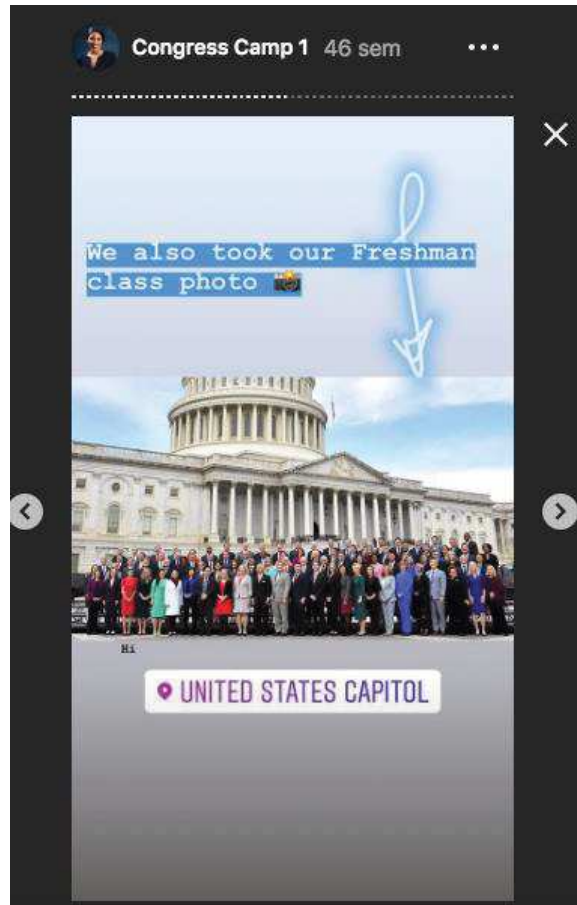 Congress Camp 1 46 sem
We also took our Freshman
class photo 📸
Hi
UNITED STATES CAPITOL